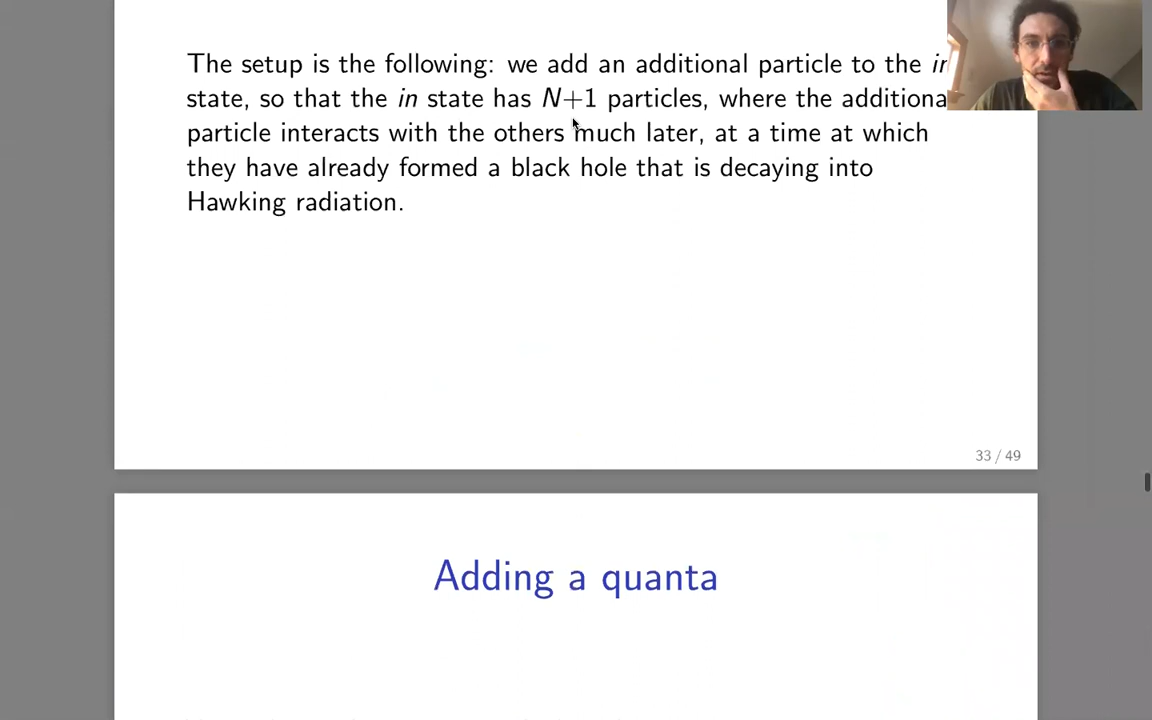 The setup is the following: we add an additional particle to the
state, so that the in state has N+1 particles, where the additiona
particle interacts with the others much later, at a time at which
they have already formed a black hole that is decaying into
Hawking radiation.
33 / 49
Adding a quanta